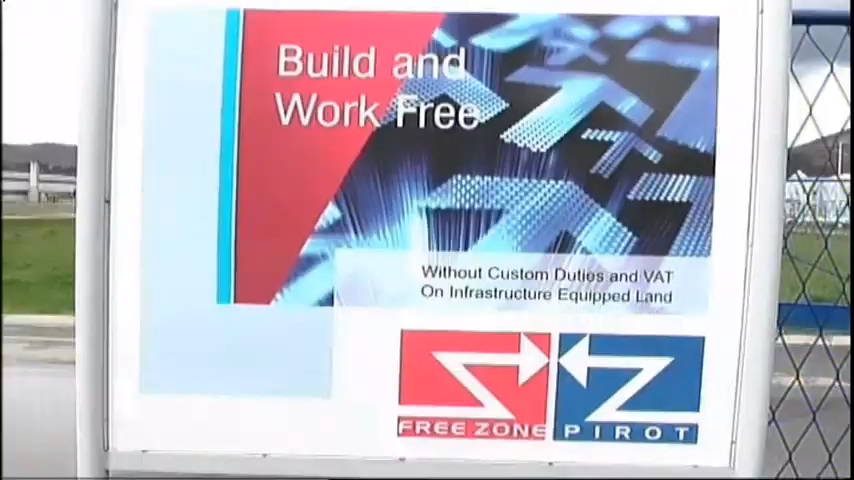 Build and
Work Free
Without Custom Duties and VAT
On Infrastructure Equipped Land
FREE ZONE PIROT